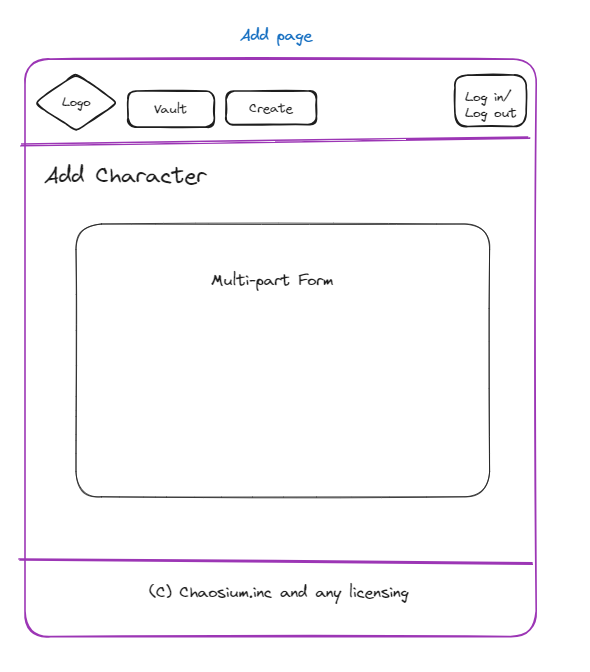 Add page
Logo
Vault
Create
Log in/
Log out
Add Character
Multi-part Form
(C) Chaosium.inc and any licensing